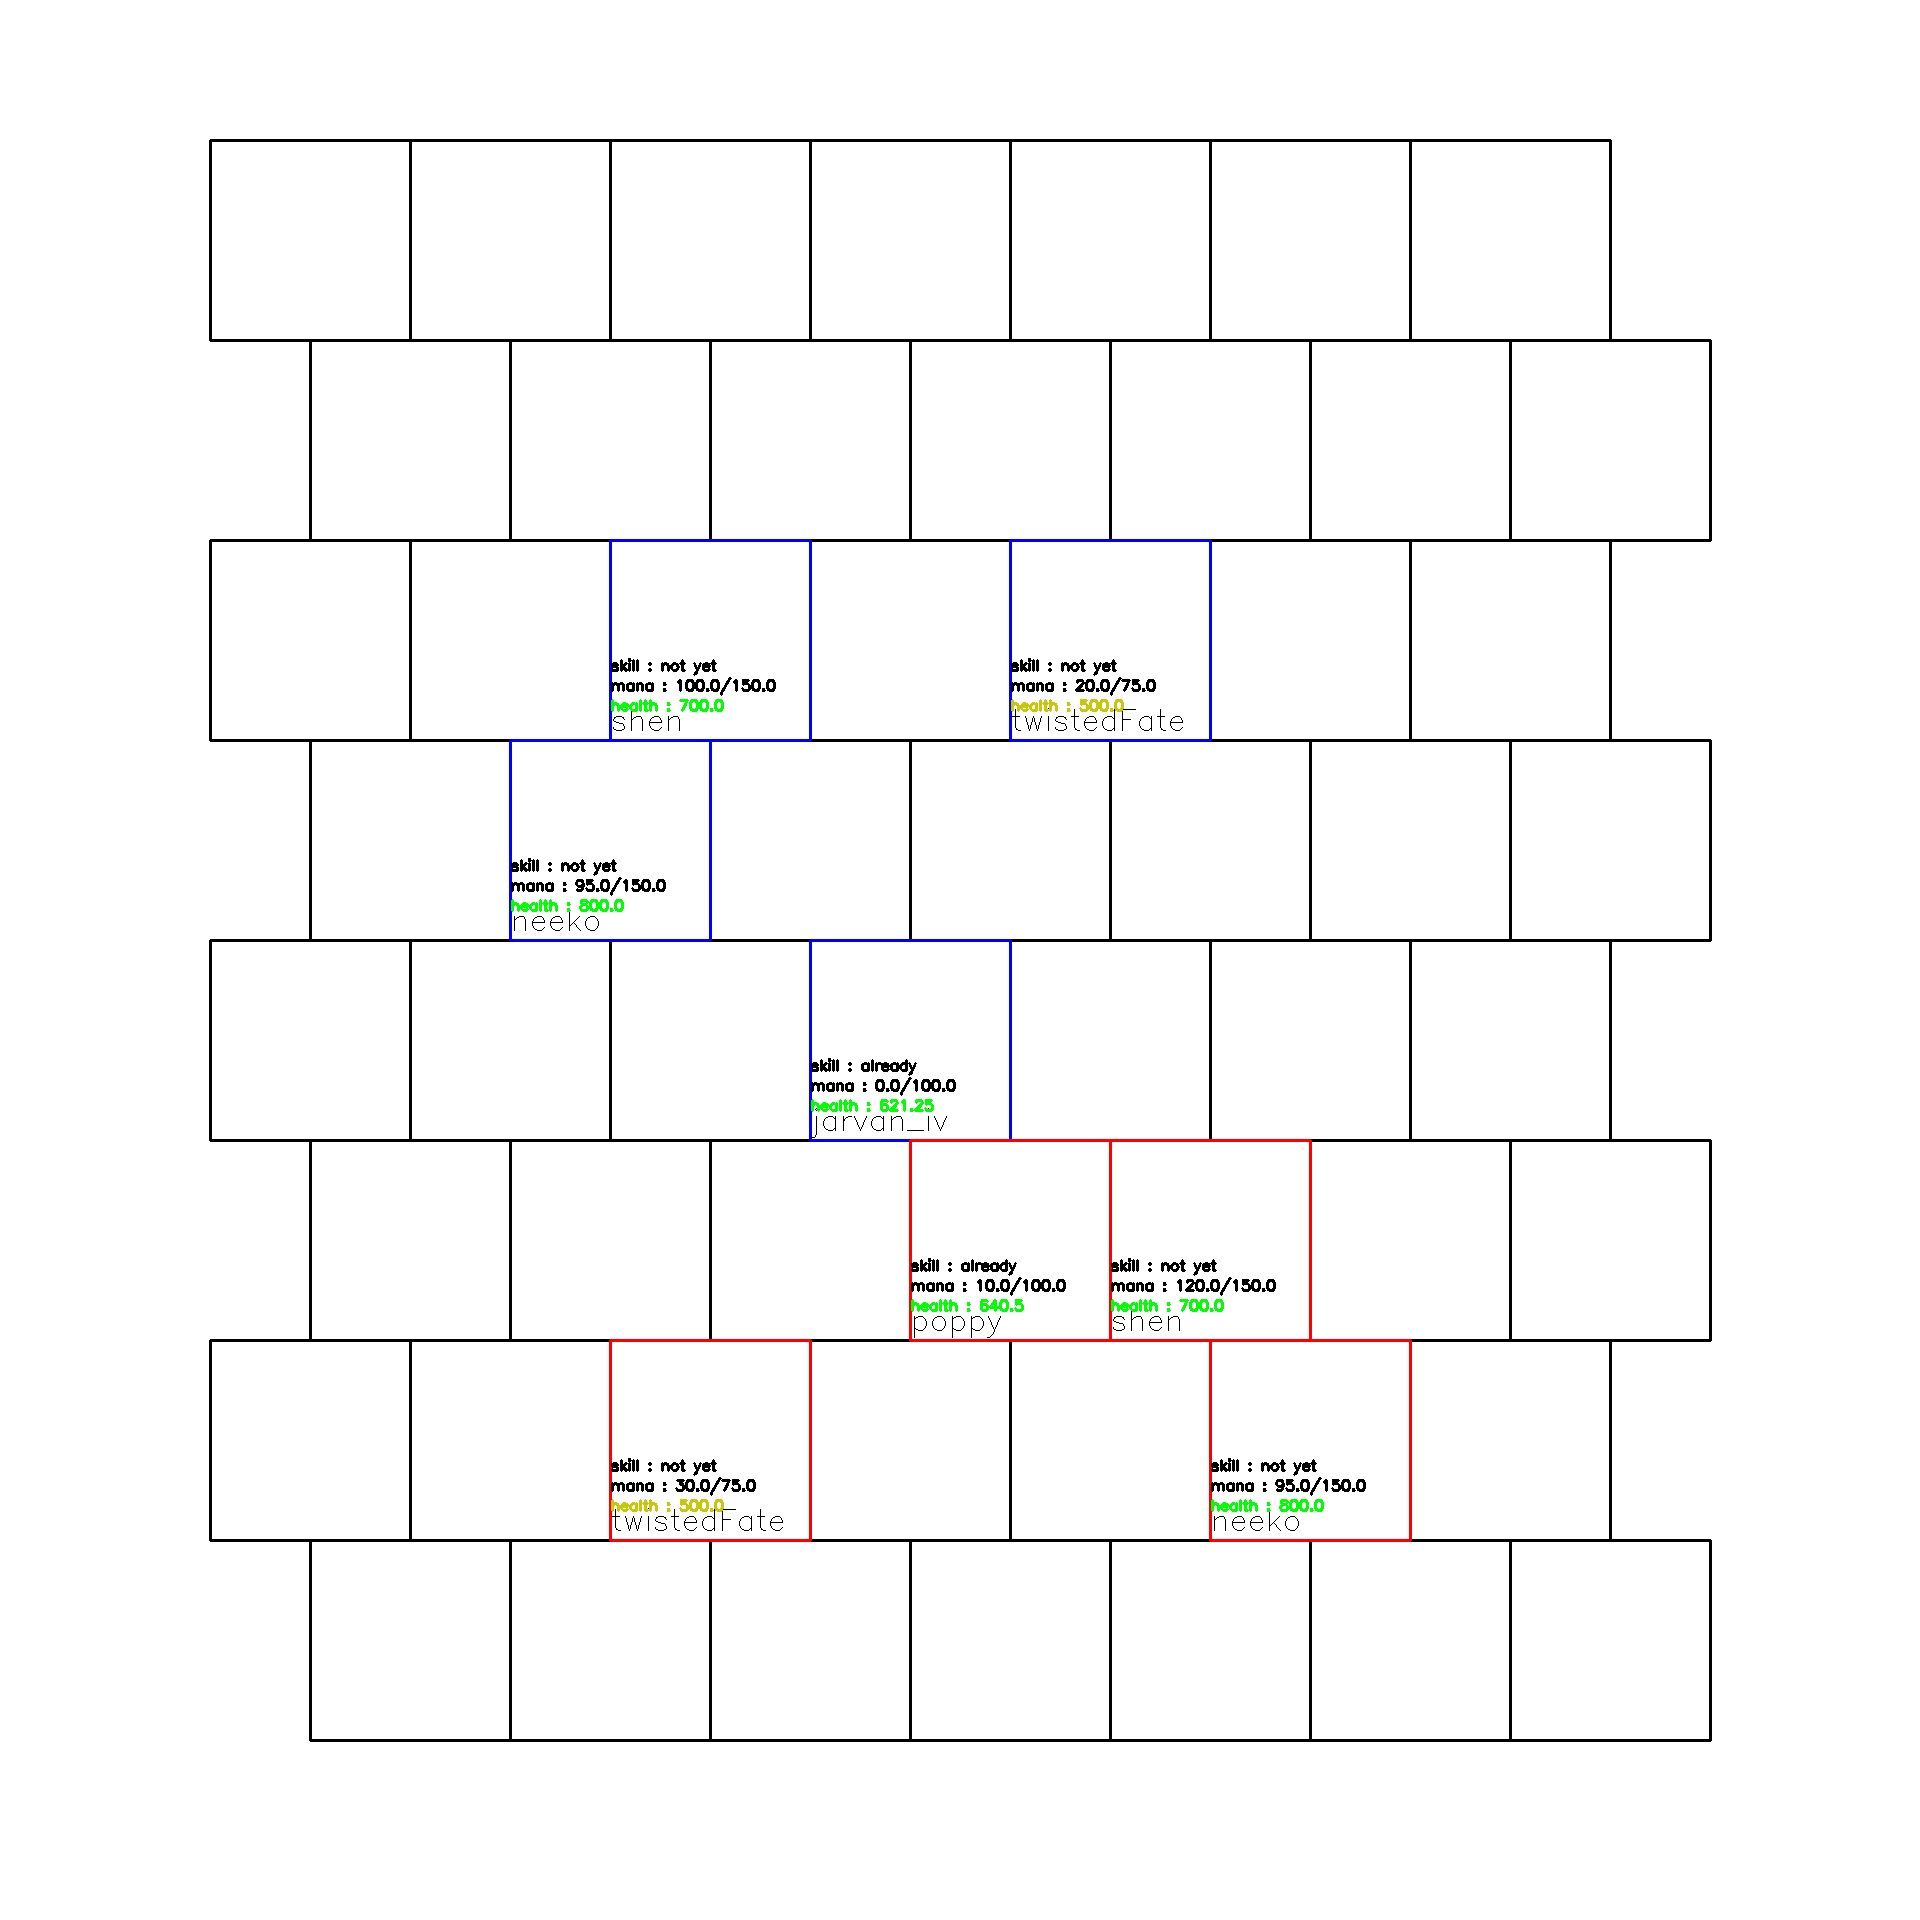 skill : not yet
mana : 100.0/150.0
health : 700.0
shen
skill : not yet
mana : 20.0/75.0
health : 500.0
twistedFate
skill : not yet
mana : 95.0/150.0
health : 800.0
neeko
skill : already
mana : 0.0/100.0
health : 621.25
jarvan_iv
skill : already
mana : 10.0/100.0
health : 640.5
poppy
skill : not yet
mana : 120.0/150.0
health : 700.0
shen
skill : not yet
mana : 30.0/75.0
health : 500.0
twistedFate
skill : not yet
mana : 95.0/150.0
health : 800.0
neeko